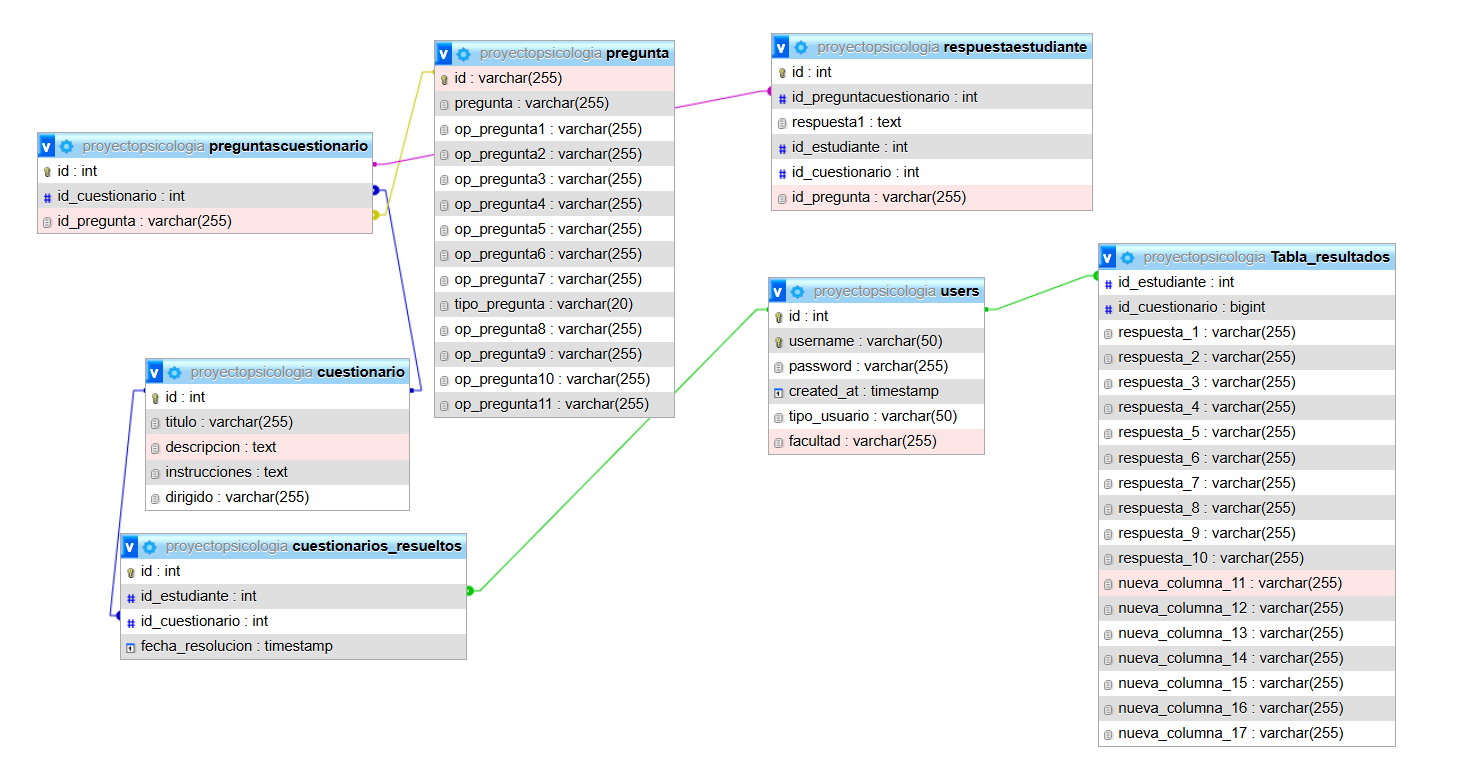 v proyectopsicologia preguntascuestionario
id : int
# id_cuestionario : int
id_pregunta : varchar(255)
v proyectopsicologia pregunta
id : varchar(255)
pregunta : varchar(255)
op_pregunta1 : varchar(255)
op_pregunta2 : varchar(255)
op_pregunta3 : varchar(255)
op_pregunta4 : varchar(255)
op_pregunta5 : varchar(255)
op_pregunta6 : varchar(255)
op_pregunta7 : varchar(255)
tipo_pregunta : varchar(20)
op_pregunta8 : varchar(255)
op_pregunta9 : varchar(255)
op_pregunta10 : varchar(255)
op_pregunta11 : varchar(255)
v proyectopsicologia respuestaestudiante
id : int
# id_preguntacuestionario : int
respuesta1 : text
# id_estudiante : int
# id_cuestionario : int
id_pregunta : varchar(255)
v proyectopsicologia cuestionario
id : int
titulo : varchar(255)
descripcion : text
instrucciones : text
dirigido : varchar(255)
v proyectopsicologia cuestionarios_resueltos
id : int
# id_estudiante : int
# id_cuestionario : int
fecha_resolucion : timestamp
v proyectopsicologia users
id : int
username : varchar(50)
password : varchar(255)
created_at : timestamp
tipo_usuario : varchar(50)
facultad : varchar(255)
v proyectopsicologia Tabla_resultados
# id_estudiante : int
# id_cuestionario : bigint
respuesta_1 : varchar(255)
respuesta_2 : varchar(255)
respuesta_3 : varchar(255)
respuesta_4 : varchar(255)
respuesta_5 : varchar(255)
respuesta_6 : varchar(255)
respuesta_7 : varchar(255)
respuesta_8 : varchar(255)
respuesta_9 : varchar(255)
respuesta_10 : varchar(255)
nueva_columna_11 : varchar(255)
nueva_columna_12 : varchar(255)
nueva_columna_13 : varchar(255)
nueva_columna_14 : varchar(255)
nueva_columna_15 : varchar(255)
nueva_columna_16 : varchar(255)
nueva_columna_17 : varchar(255)